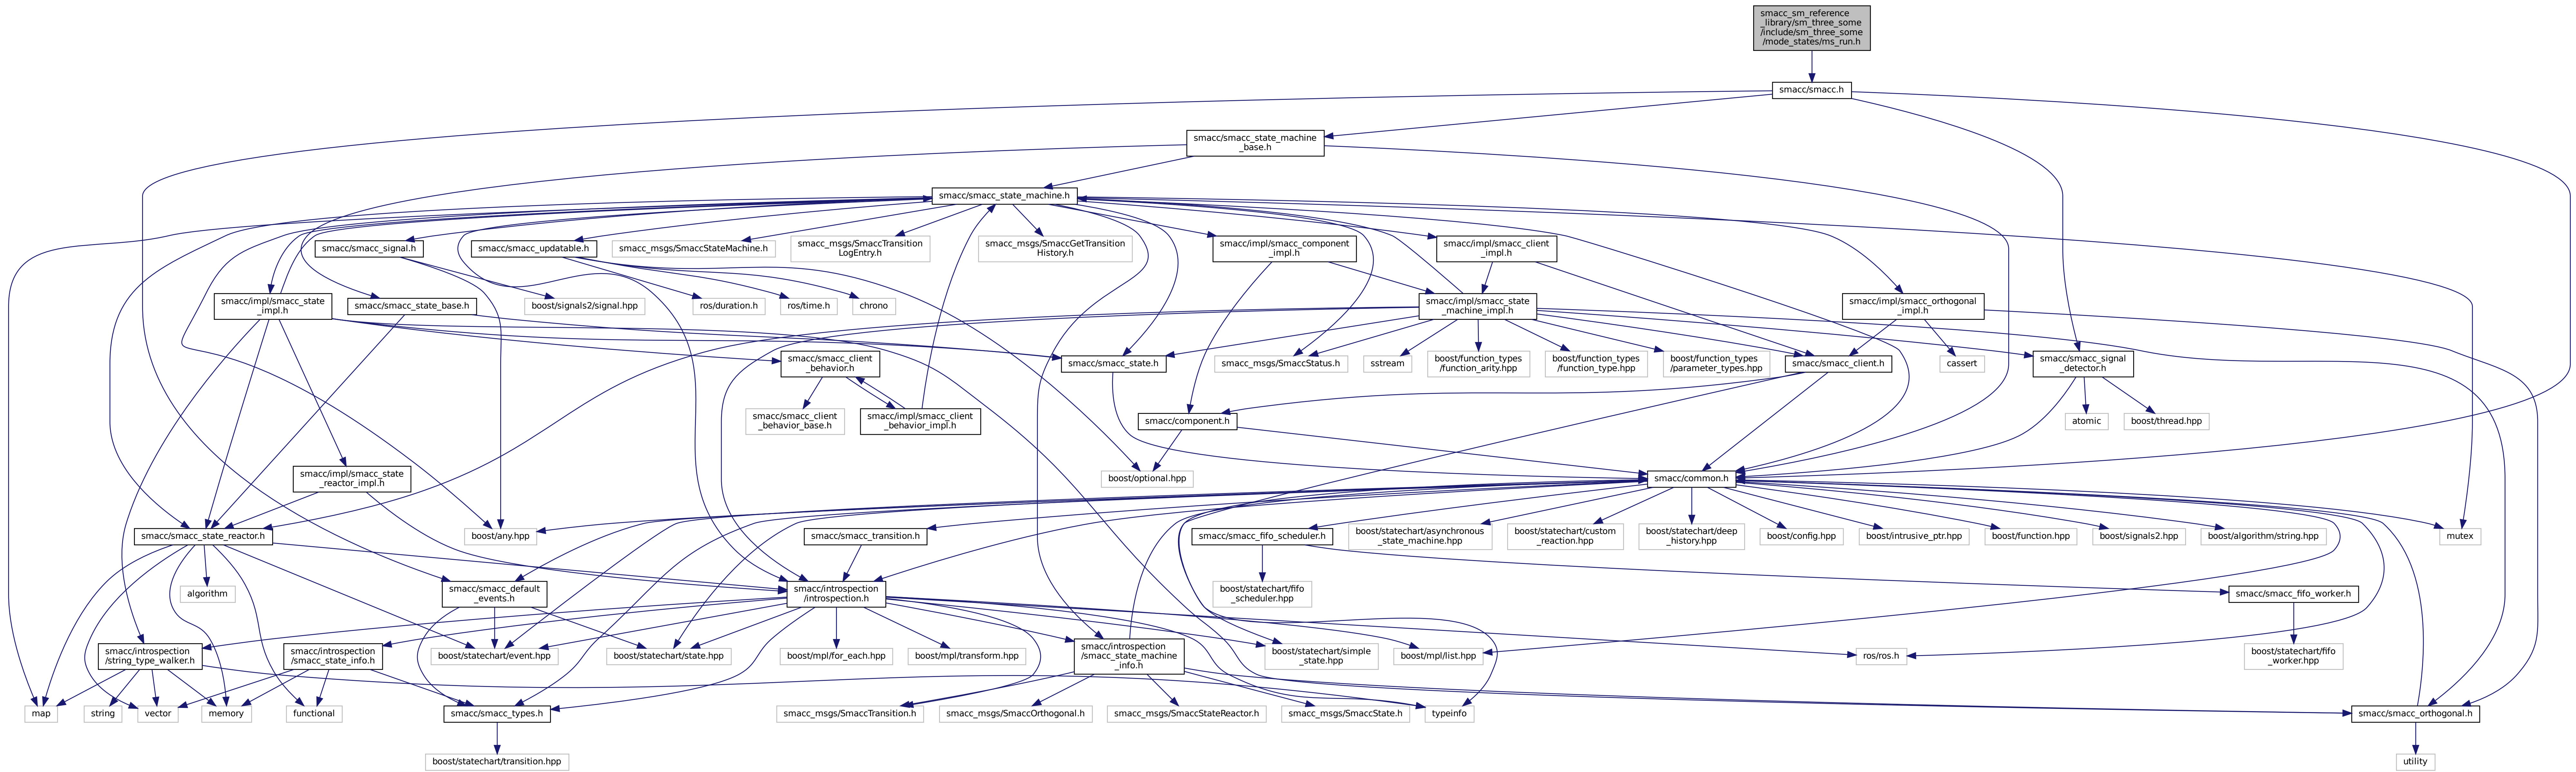 smacc_sm_reference
_library/sm_three_some
/include/sm_three_some
/mode_states/ms_run.h
smacc/smacc.h
smacc/smacc_state_machine
_base.h
smacc/smacc_state_machine.h
smacc/smacc_signal.h
smacc/smacc_updatable.h
smacc_msgs/SmaccStateMachine.h
smacc_msgs/SmaccTransition
LogEntry.h
smacc_msgs/SmaccGetTransition
History.h
smacc/impl/smacc_component
_impl.h
smacc/impl/smacc_client
_impl.h
smacc/impl/smacc_state
_impl.h
smacc/smacc_state_base.h
boost/signals2/signal.hpp
ros/duration.h
ros/time.h
chrono
smacc/impl/smacc_state
_machine_impl.h
smacc/impl/smacc_orthogonal
_impl.h
smacc/smacc_client
_behavior.h
smacc/smacc_state.h
smacc_msgs/SmaccStatus.h
sstream
boost/function_types
/function_arity.hpp
boost/function_types
/function_type.hpp
boost/function_types
/parameter_types.hpp
smacc/smacc_client.h
cassert
smacc/smacc_signal
_detector.h
smacc/smacc_client
_behavior_base.h
smacc/impl/smacc_client
_behavior_impl.h
smacc/component.h
atomic
boost/thread.hpp
smacc/impl/smacc_state
_reactor_impl.h
boost/optional.hpp
smacc/common.h
smacc/smacc_state_reactor.h
boost/any.hpp
smacc/smacc_transition.h
smacc/smacc_fifo_scheduler.h
boost/statechart/asynchronous
_state_machine.hpp
boost/statechart/custom
_reaction.hpp
boost/statechart/deep
_history.hpp
boost/config.hpp
boost/intrusive_ptr.hpp
boost/function.hpp
boost/signals2.hpp
boost/algorithm/string.hpp
mutex
algorithm
smacc/smacc_default
_events.h
smacc/introspection
/introspection.h
boost/statechart/fifo
_scheduler.hpp
smacc/smacc_fifo_worker.h
smacc/introspection
/string_type_walker.h
smacc/introspection
/smacc_state_info.h
boost/statechart/event.hpp
boost/statechart/state.hpp
boost/mpl/for_each.hpp
boost/mpl/transform.hpp
smacc/introspection
/smacc_state_machine
_info.h
boost/statechart/simple
_state.hpp
boost/mpl/list.hpp
ros/ros.h
boost/statechart/fifo
_worker.hpp
map
string
vector
memory
functional
smacc/smacc_types.h
smacc_msgs/SmaccTransition.h
smacc_msgs/SmaccOrthogonal.h
smacc_msgs/SmaccStateReactor.h
smacc_msgs/SmaccState.h
typeinfo
smacc/smacc_orthogonal.h
boost/statechart/transition.hpp
utility